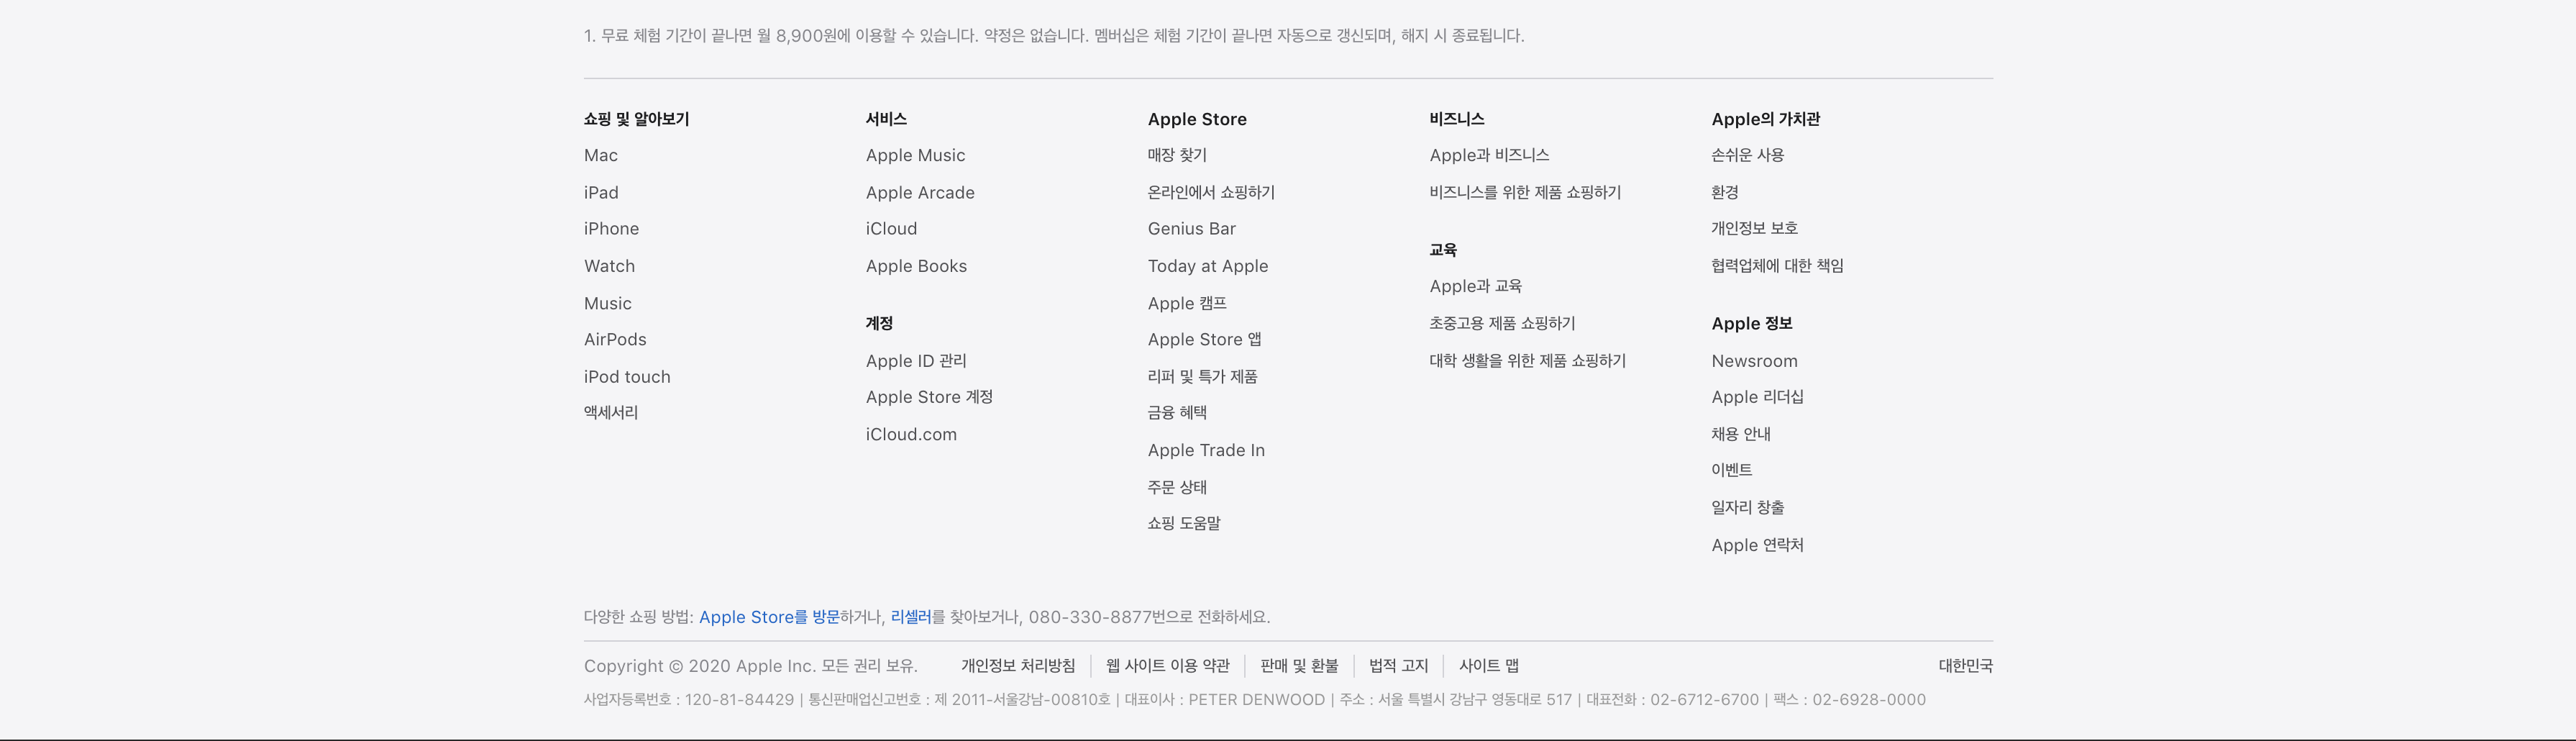 1. 무료 체험 기간이 끝나면 월 8,900원에 이용할 수 있습니다. 약정은 없습니다. 멤버십은 체험 기간이 끝나면 자동으로 갱신되며, 해지 시 종료됩니다.
쇼핑 및 알아보기
Mac
iPad
iPhone
Watch
Music
AirPods
iPod touch
액세서리
서비스
Apple Music
Apple Arcade
iCloud
Apple Books
계정
Apple ID 관리
Apple Store 계정
iCloud.com
Apple Store
매장 찾기
온라인에서 쇼핑하기
Genius Bar
Today at Apple
Apple 캠프
Apple Store 앱
리퍼 및 특가 제품
금융 혜택
Apple Trade In
주문 상태
쇼핑 도움말
비즈니스
Apple과 비즈니스
비즈니스를 위한 제품 쇼핑하기
교육
Apple과 교육
초중고용 제품 쇼핑하기
대학 생활을 위한 제품 쇼핑하기
Apple의 가치관
손쉬운 사용
환경
개인정보 보호
협력업체에 대한 책임
Apple 정보
Newsroom
Apple 리더십
채용 안내
이벤트
일자리 창출
Apple 연락처
다양한 쇼핑 방법: Apple Store를 방문하거나, 리셀러를 찾아보거나, 080-330-8877번으로 전화하세요.
Copyright © 2020 Apple Inc. 모든 권리 보유. 개인정보 처리방침 | 웹 사이트 이용 약관 | 판매 및 환불 | 법적 고지 | 사이트 맵 대한민국
사업자등록번호 : 120-81-84429 | 통신판매업신고번호 : 제 2011-서울강남-00810호 | 대표이사 : PETER DENWOOD | 주소 : 서울 특별시 강남구 영동대로 517 | 대표전화 : 02-6712-6700 | 팩스 : 02-6928-0000